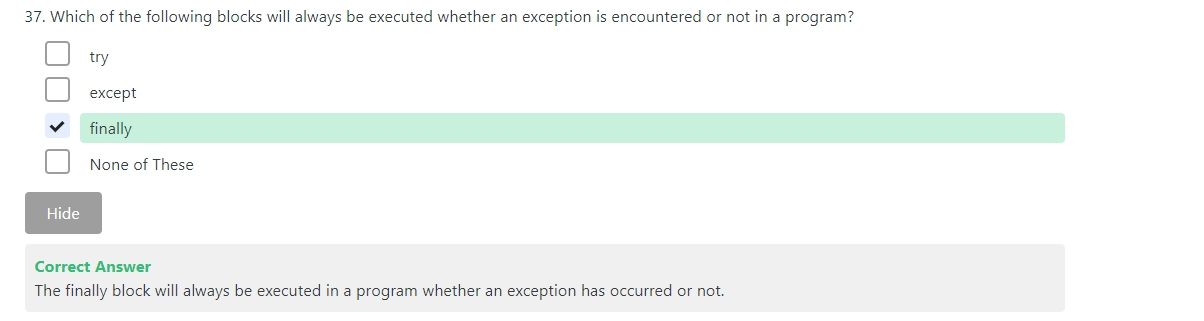 37. Which of the following blocks will always be executed whether an exception is encountered or not in a program?
try
except
finally
None of These
Hide
Correct Answer
The finally block will always be executed in a program whether an exception has occurred or not.